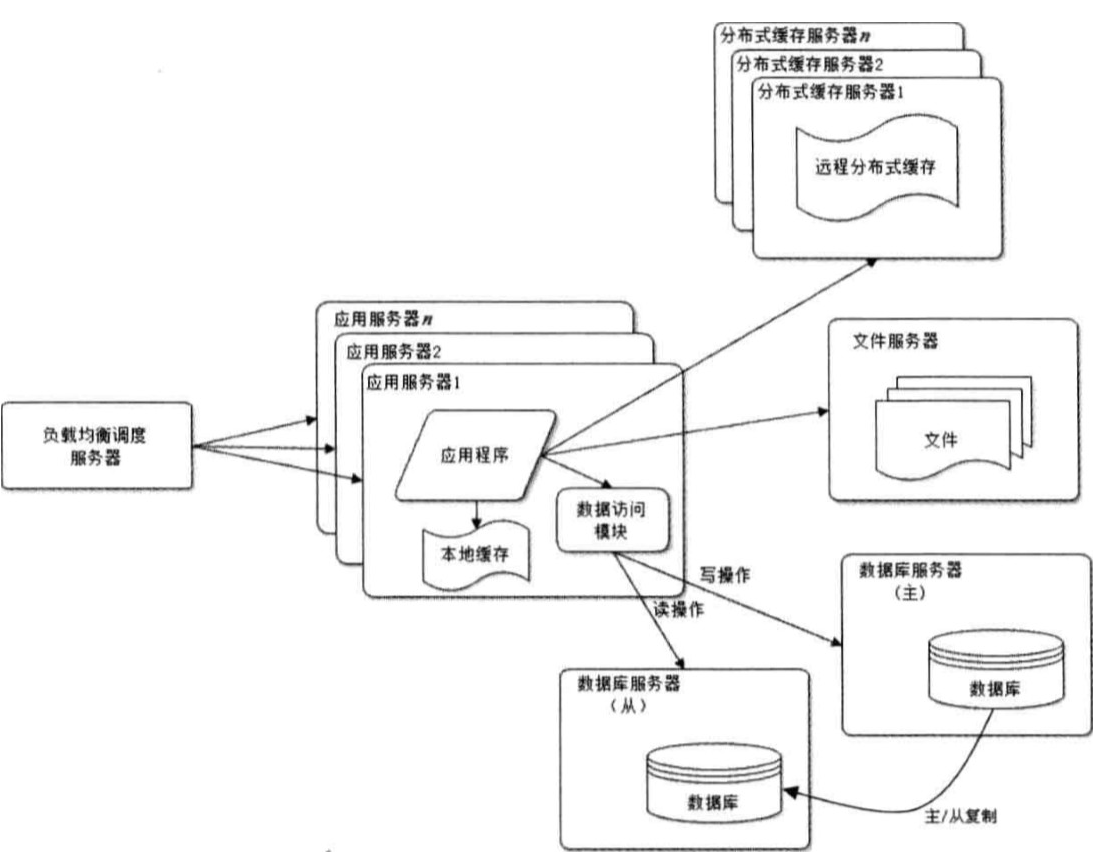 分布式缓存服务器n
分布式缓存服务器2
分布式缓存服务器1
远程分布式缓存
应用服务器n
应用服务器2
应用服务器1
文件服务器
负载均衡调度
服务器
应用程序
文件
数据访问
模块
本地缓存
写操作
读操作
数据库服务器
（主）
数据库
数据库服务器
（从）
数据库
主/从复制